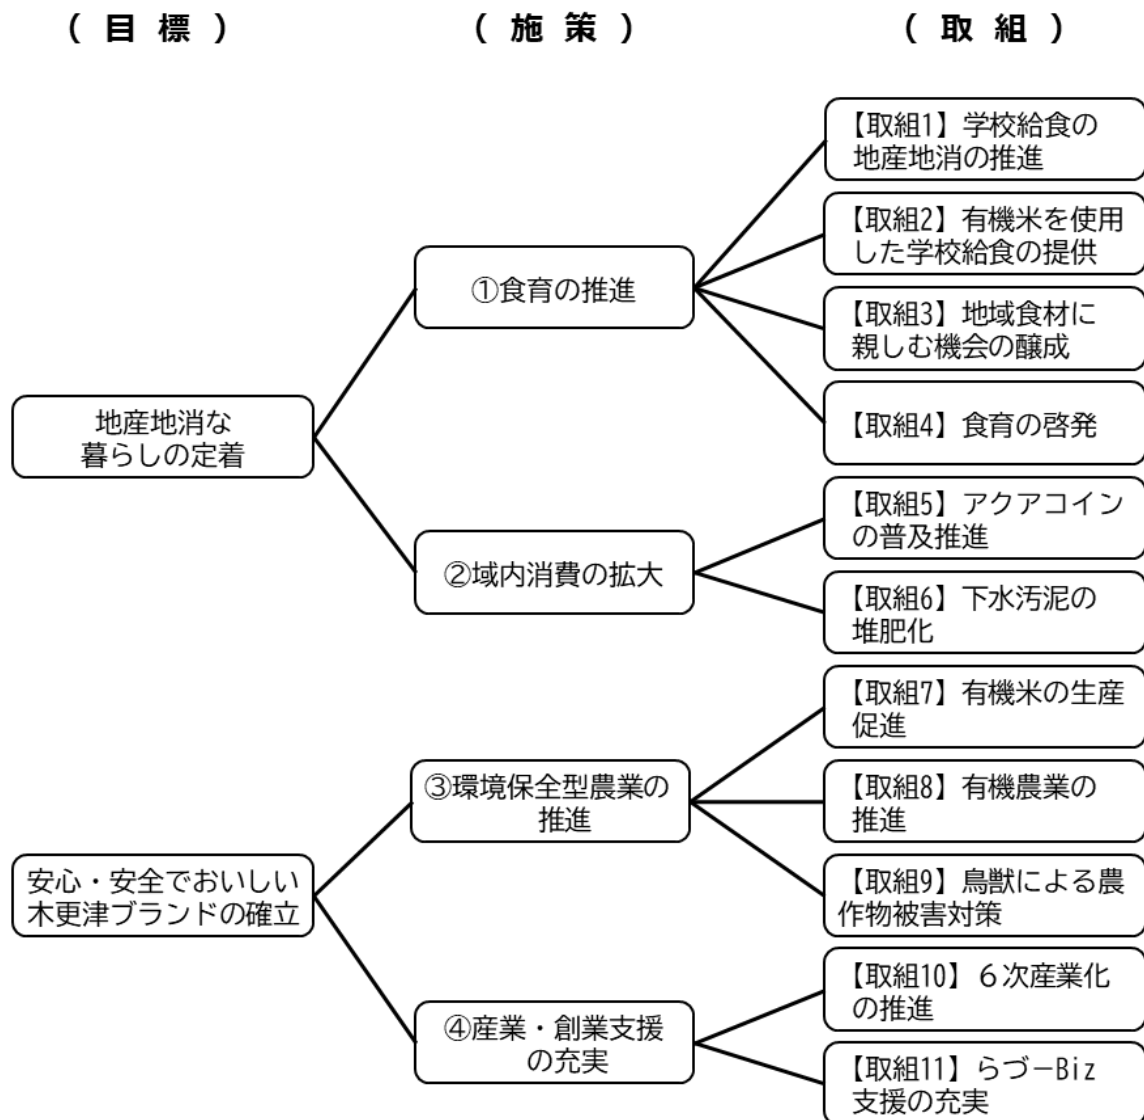 (目標)
(施策)
(取組)
【取組1】学校給食の
地産地消の推進
【取組2】有機米を使用
した学校給食の提供
①食育の推進
【取組3】地域食材に
親しむ機会の醸成
地産地消な
暮らしの定着
【取組4】食育の啓発
【取組5】アクアコイン
の普及推進
②域内消費の拡大
【取組6】下水汚泥の
堆肥化
【取組7】有機米の生産
促進
③環境保全型農業の
推進
【取組8】有機農業の
推進
安心・安全でおいしい
木更津ブランドの確立
【取組9】鳥獣による農
作物被害対策
【取組10】６次産業化
の推進
④産業・創業支援
の充実
【取組11】らづ－Biz
支援の充実